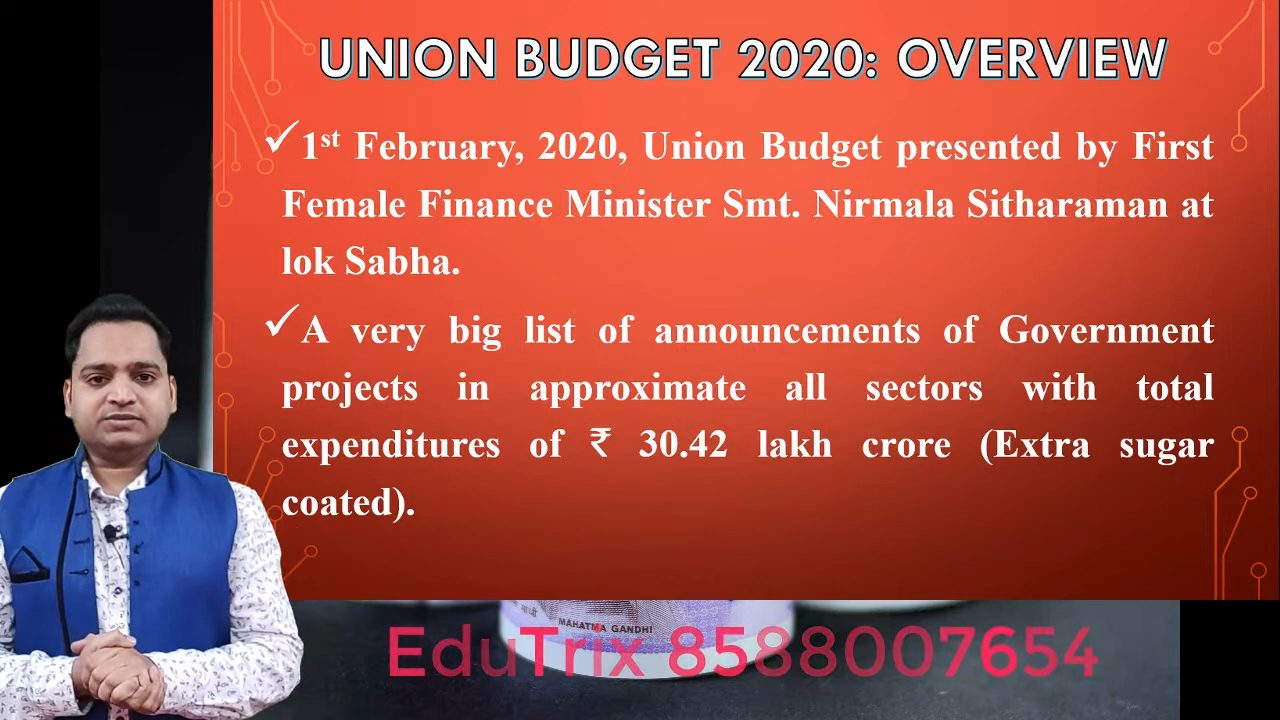 UNION BUDGET 2020: OVERVIEW
✓1st February, 2020, Union Budget presented by First
Female Finance Minister Smt. Nirmala Sitharaman at
lok Sabha.
✓A very big list of announcements of Government
projects in approximate all sectors with total
expenditures of ₹ 30.42 lakh crore (Extra sugar
coated).
MAHATMA GANDHI
EduTrix 8588007654